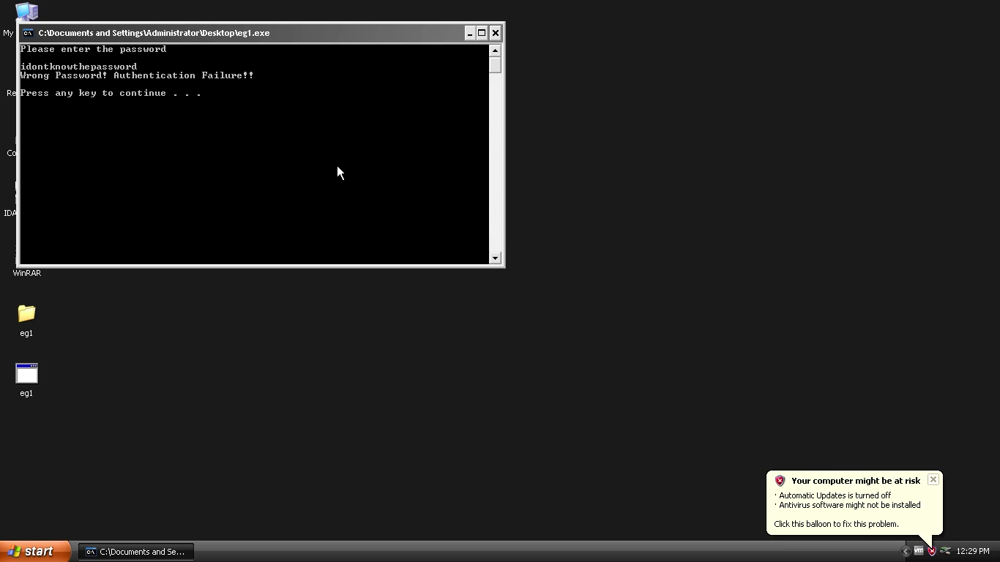 My
C:\Documents and Settings\Administrator\Desktop\eg1.exe
Please enter the password
idontknowthepassword
Wrong Password! Authentication Failure!!
Press any key to continue . . .
Re
Co
IDA
WinRAR
eg1
eg1
Your computer might be at risk
· Automatic Updates is turned off
· Antivirus software might not be installed
Click this balloon to fix this problem.
start
C:\Documents and Se...
vm
12:29 PM